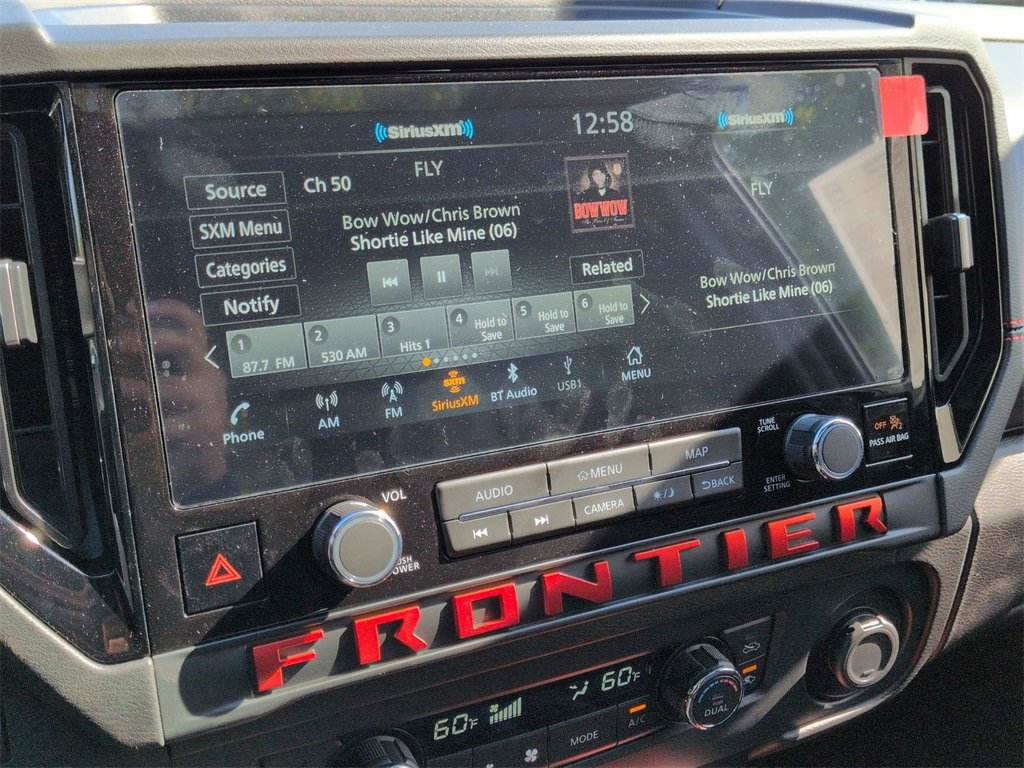 SiriusXM
12:58
SiriusXM
Source
Ch 50
FLY
BOW WOW
FLY
SXM Menu
Bow Wow/Chris Brown
Shortie Like Mine (06)
Categories
Related
Bow Wow/Chris Brown
Shortie Like Mine (06)
Notify
1 87.7 FM
2 530 AM
3 Hits 1
4 Hold to Save
5 Hold to Save
6 Hold to Save
Phone
AM
FM
sxm
SiriusXM
BT Audio
USB1
MENU
VOL
AUDIO
MENU
MAP
TUNE
SCROLL
OFF
PASS AIR BAG
CAMERA
BACK
ENTER
SETTING
PUSH
POWER
FRONTIER
60°F
60°F
MODE
A/C
DUAL